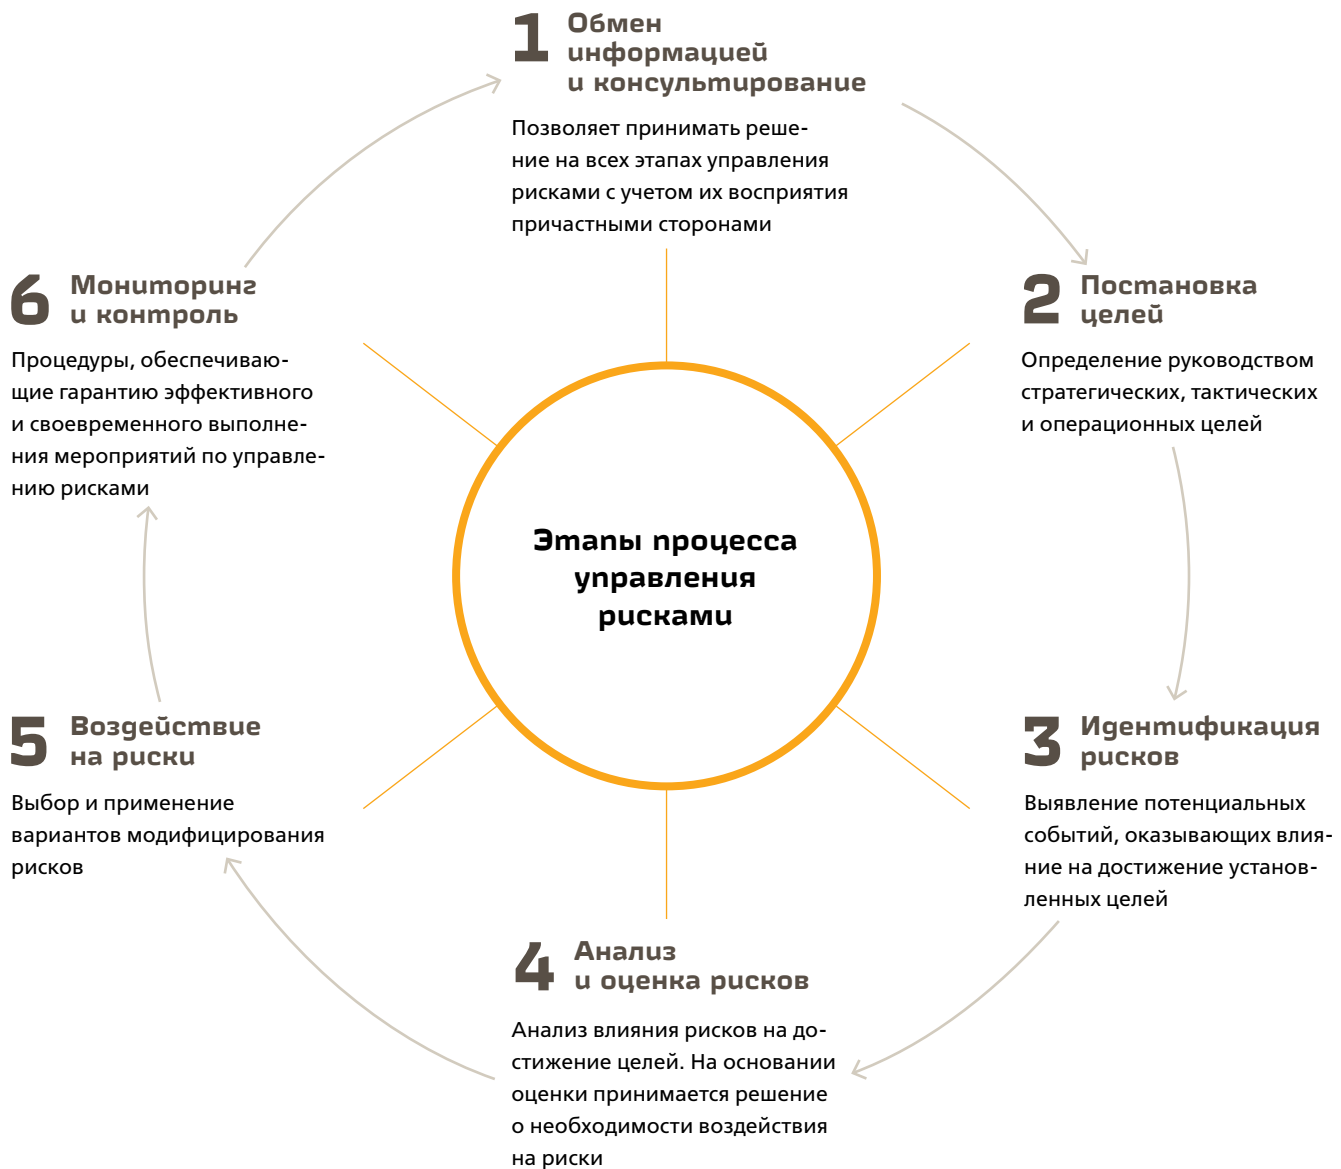 1 Обмен
информацией
и консультирование
Позволяет принимать реше-
ние на всех этапах управления
рисками с учетом их восприятия
причастными сторонами
2 Постановка
целей
Определение руководством
стратегических, тактических
и операционных целей
3 Идентификация
рисков
Выявление потенциальных
событий, оказывающих влия-
ние на достижение установ-
ленных целей
4 Анализ
и оценка рисков
Анализ влияния рисков на до-
стижение целей. На основании
оценки принимается решение
о необходимости воздействия
на риски
5 Воздействие
на риски
Выбор и применение
вариантов модифицирования
рисков
6 Мониторинг
и контроль
Процедуры, обеспечиваю-
щие гарантию эффективного
и своевременного выполне-
ния мероприятий по управле-
нию рисками
Этапы процесса
управления
рисками